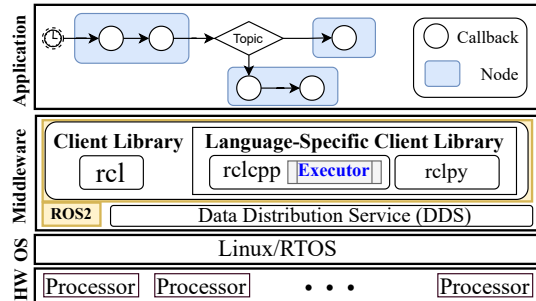 Application
Topic
Callback
Node
Middleware
Client Library
rcl
Language-Specific Client Library
rclcpp
Executor
rclpy
ROS2
Data Distribution Service (DDS)
OS
Linux/RTOS
HW
Processor
Processor
• • •
Processor